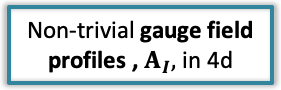 Non-trivial gauge field
profiles , A_I, in 4d